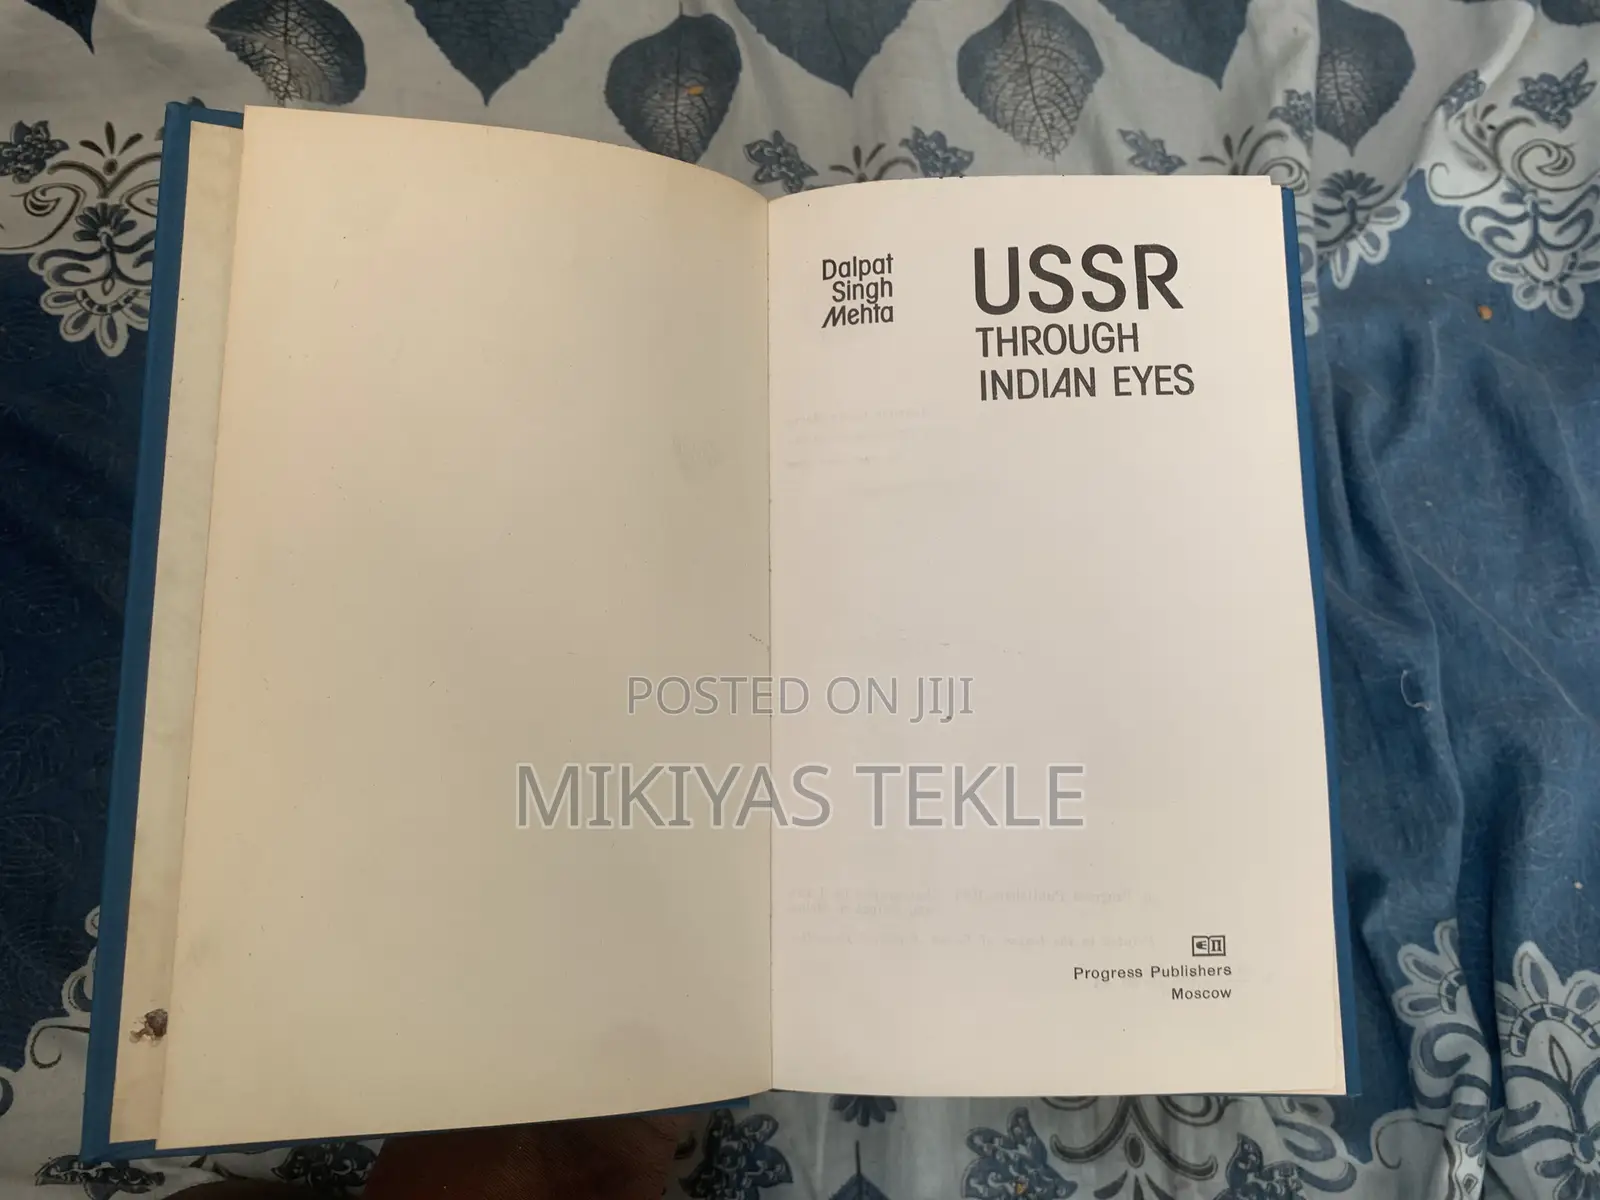 Dalpat
Singh
Mehta
USSR
THROUGH
INDIAN EYES
POSTED ON JIJI
MIKIYAS TEKLE
Progress Publishers
Moscow